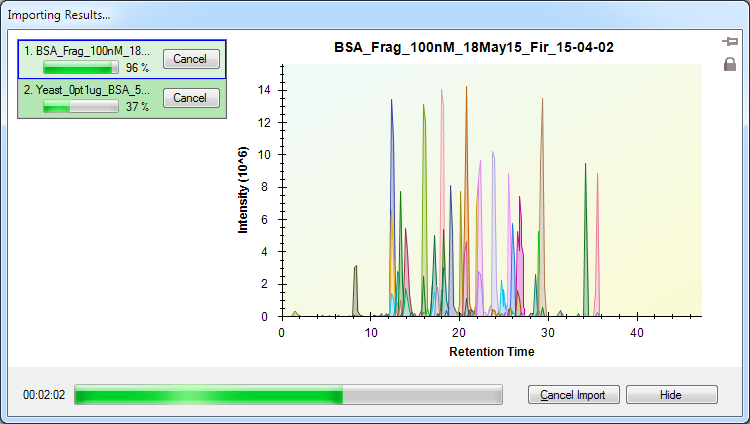 Importing Results...
1. BSA_Frag_100nM_18...
96 %
Cancel
2. Yeast_0pt1ug_BSA_5...
37 %
Cancel
BSA_Frag_100nM_18May15_Fir_15-04-02
Intensity (10^6)
14
12
10
8
6
4
2
0
0 10 20 30 40
Retention Time
00:02:02
Cancel Import
Hide